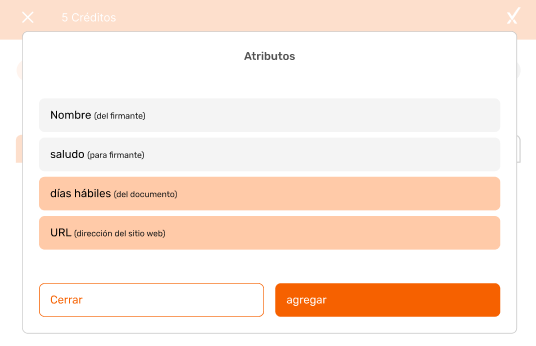 5 Créditos
Atributos
Nombre (del firmante)
saludo (para firmante)
días hábiles (del documento)
URL (dirección del sitio web)
Cerrar
agregar